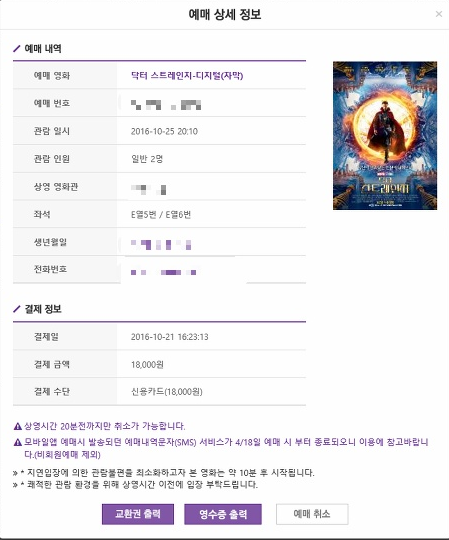 예매 상세 정보
×
예매 내역
예매 영화 닥터 스트레인지-디지털(자막)
예매 번호
관람 일시 2016-10-25 20:10
관람 인원 일반 2명
상영 영화관
좌석 E열5번 / E열6번
생년월일
전화번호
닥터
스트레인지
결제 정보
결제일 2016-10-21 16:23:13
결제 금액 18,000원
결제 수단 신용카드(18,000원)
상영시간 20분전까지만 취소가 가능합니다.
모바일앱 예매시 발송되던 예매내역문자(SMS) 서비스가 4/18일 예매 시 부터 종료되오니 이용에 참고바랍니
다.(비회원예매 제외)
» * 지연입장에 의한 관람불편을 최소화하고자 본 영화는 약 10분 후 시작됩니다.
» * 쾌적한 관람 환경을 위해 상영시간 이전에 입장 부탁드립니다.
교환권 출력 영수증 출력 예매 취소